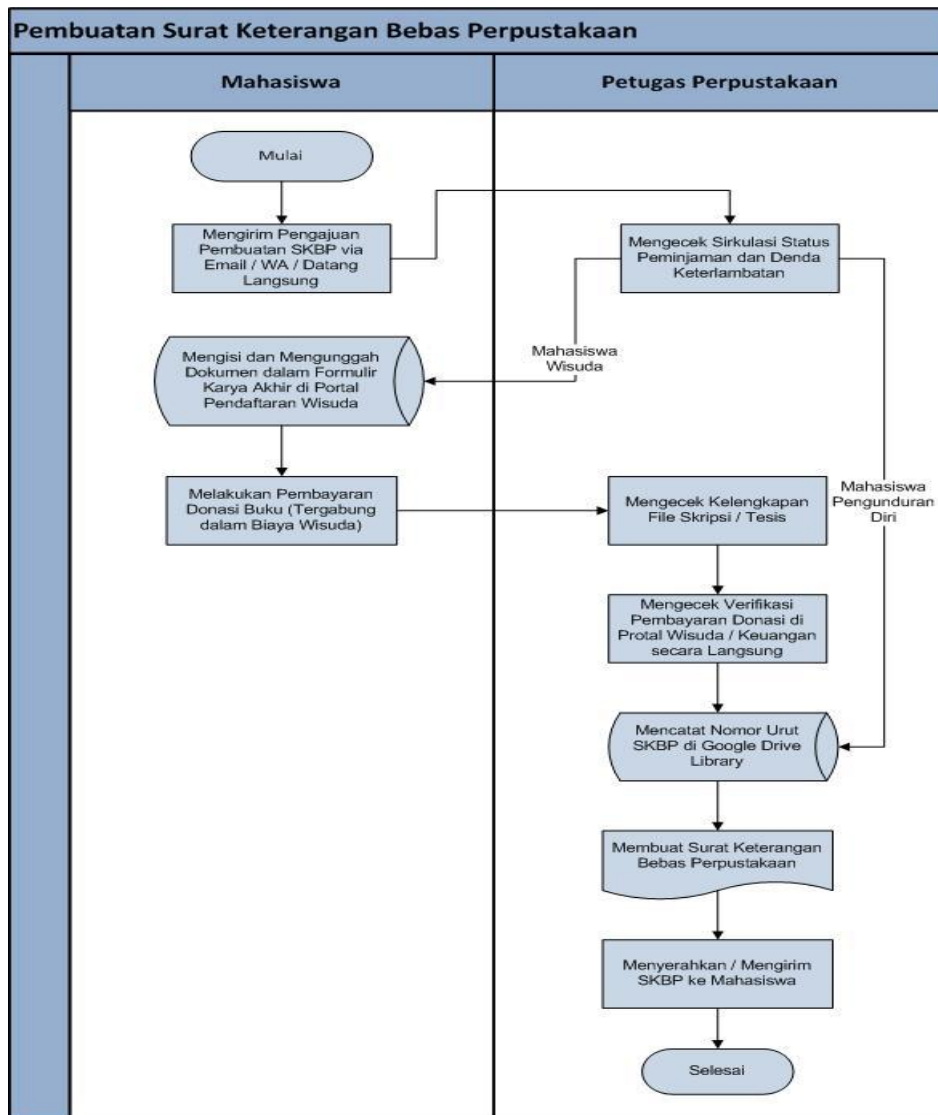 Pembuatan Surat Keterangan Bebas Perpustakaan
Mahasiswa
Petugas Perpustakaan
Mulai
Mengirim Pengajuan
Pembuatan SKBP via
Email / WA / Datang
Langsung
Mengecek Sirkulasi Status
Peminjaman dan Denda
Keterlambatan
Mahasiswa
Wisuda
Mengisi dan Mengunggah
Dokumen dalam Formulir
Karya Akhir di Portal
Pendaftaran Wisuda
Mahasiswa
Pengunduran
Diri
Melakukan Pembayaran
Donasi Buku (Tergabung
dalam Biaya Wisuda)
Mengecek Kelengkapan
File Skripsi / Tesis
Mengecek Verifikasi
Pembayaran Donasi di
Protal Wisuda / Keuangan
secara Langsung
Mencatat Nomor Urut
SKBP di Google Drive
Library
Membuat Surat Keterangan
Bebas Perpustakaan
Menyerahkan / Mengirim
SKBP ke Mahasiswa
Selesai